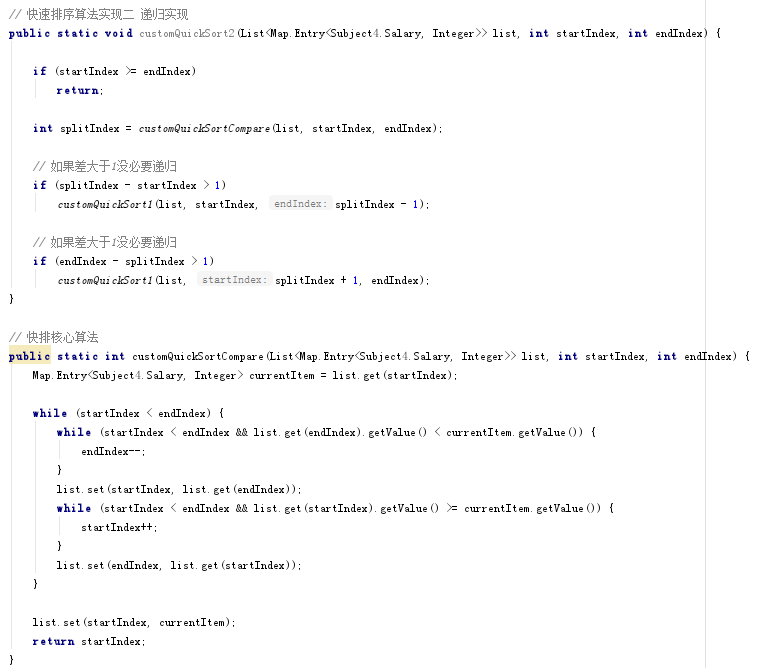 // 快速排序算法实现二 递归实现
public static void customQuickSort2(List<Map.Entry<Subject4.Salary, Integer>> list, int startIndex, int endIndex) {
if (startIndex >= endIndex)
return;
int splitIndex = customQuickSortCompare(list, startIndex, endIndex);
// 如果差大于1没必要递归
if (splitIndex - startIndex > 1)
customQuickSort1(list, startIndex, endIndex: splitIndex - 1);
// 如果差大于1没必要递归
if (endIndex - splitIndex > 1)
customQuickSort1(list, startIndex: splitIndex + 1, endIndex);
}
// 快排核心算法
public static int customQuickSortCompare(List<Map.Entry<Subject4.Salary, Integer>> list, int startIndex, int endIndex) {
Map.Entry<Subject4.Salary, Integer> currentItem = list.get(startIndex);
while (startIndex < endIndex) {
while (startIndex < endIndex && list.get(endIndex).getValue() < currentItem.getValue()) {
endIndex--;
}
list.set(startIndex, list.get(endIndex));
while (startIndex < endIndex && list.get(startIndex).getValue() >= currentItem.getValue()) {
startIndex++;
}
list.set(endIndex, list.get(startIndex));
}
list.set(startIndex, currentItem);
return startIndex;
}